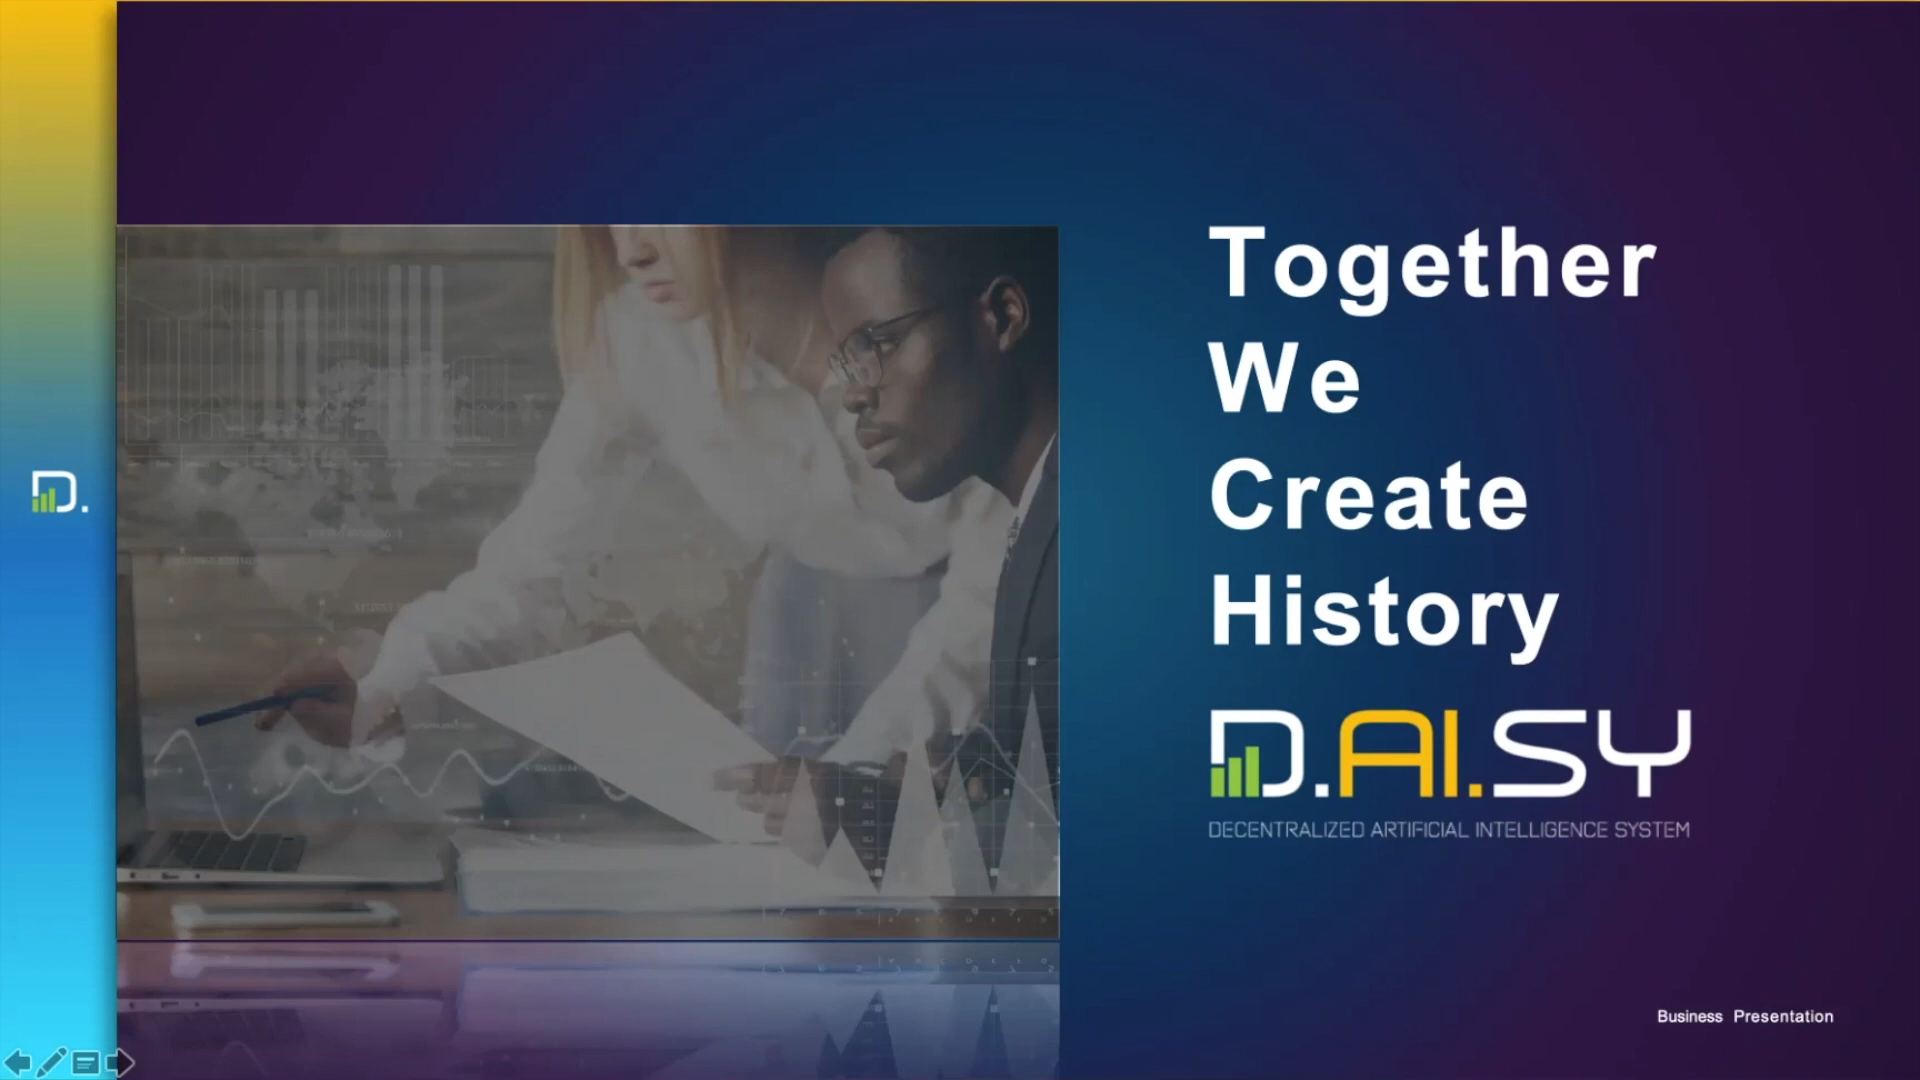 Together
We
Create
History
D.AI.SY
DECENTRALIZED ARTIFICIAL INTELLIGENCE SYSTEM
D.
Business Presentation